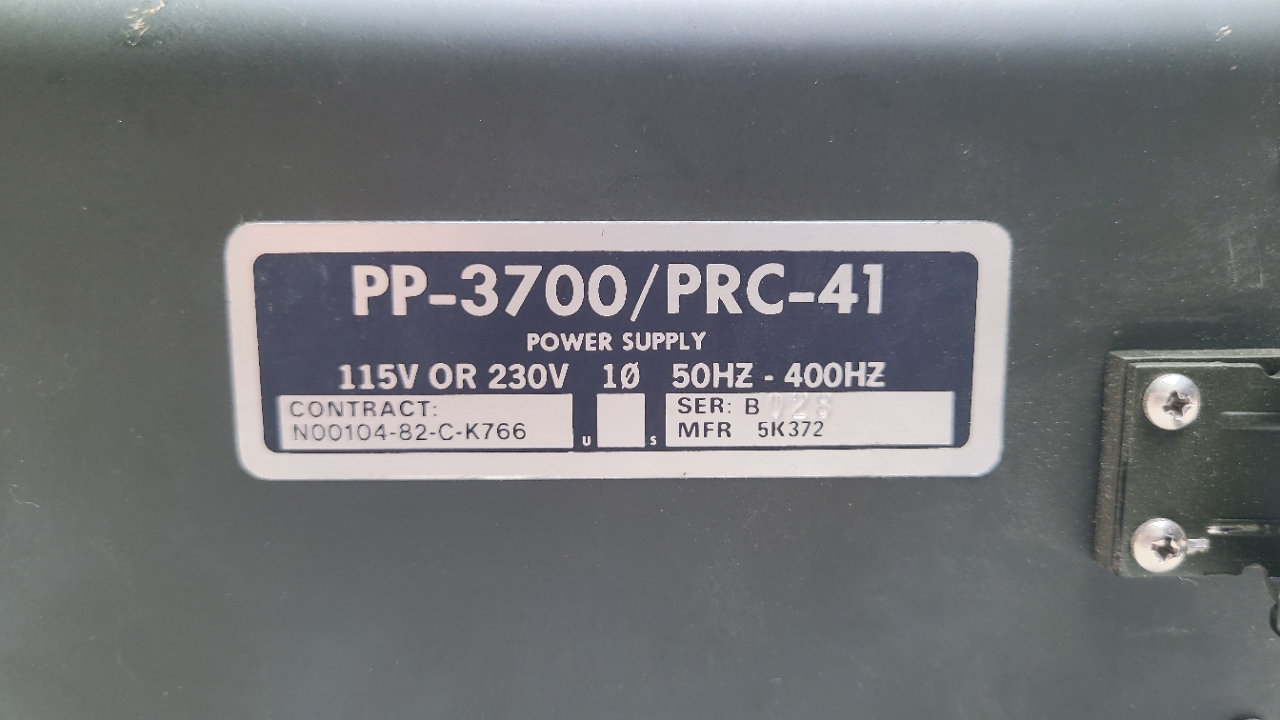 PP-3700/PRC-41
POWER SUPPLY
115V OR 230V 1Ø 50HZ - 400HZ
CONTRACT:
N00104-82-C-K766
U S
SER: B 028
MFR 5K372